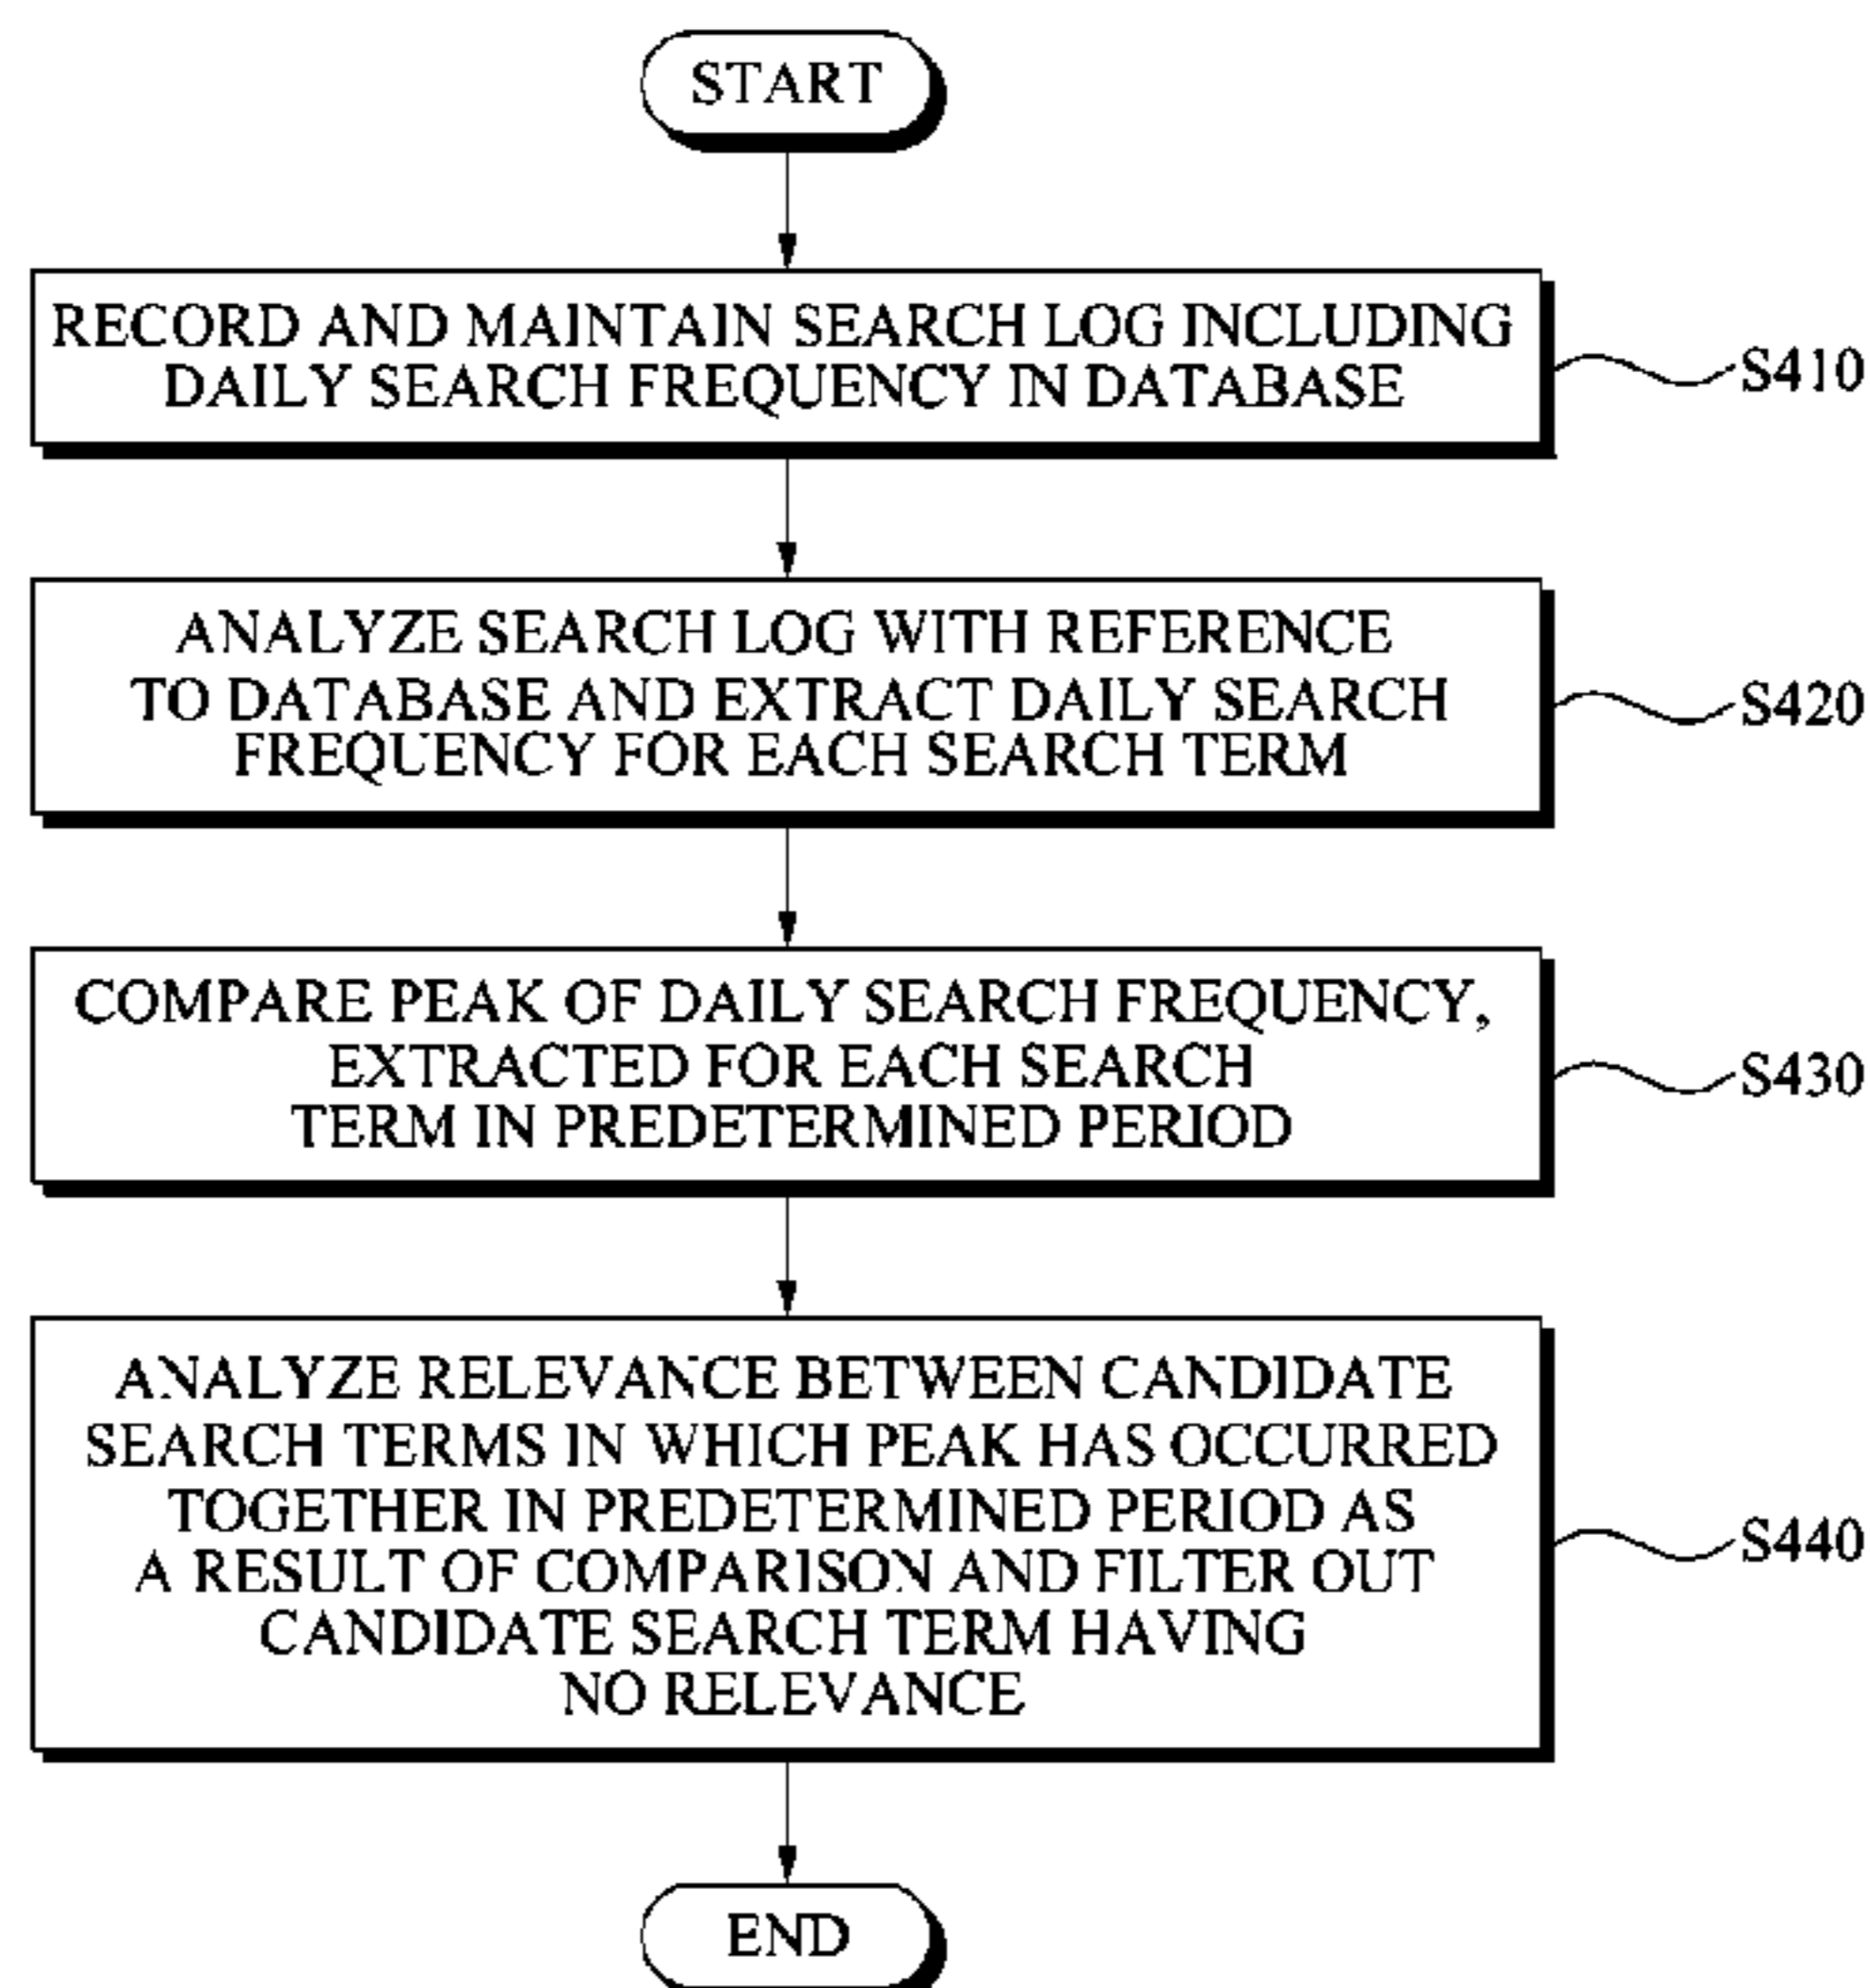 START
RECORD AND MAINTAIN SEARCH LOG INCLUDING
DAILY SEARCH FREQUENCY IN DATABASE
S410
ANALYZE SEARCH LOG WITH REFERENCE
TO DATABASE AND EXTRACT DAILY SEARCH
FREQUENCY FOR EACH SEARCH TERM
S420
COMPARE PEAK OF DAILY SEARCH FREQUENCY,
EXTRACTED FOR EACH SEARCH
TERM IN PREDETERMINED PERIOD
S430
ANALYZE RELEVANCE BETWEEN CANDIDATE
SEARCH TERMS IN WHICH PEAK HAS OCCURRED
TOGETHER IN PREDETERMINED PERIOD AS
A RESULT OF COMPARISON AND FILTER OUT
CANDIDATE SEARCH TERM HAVING
NO RELEVANCE
S440
END